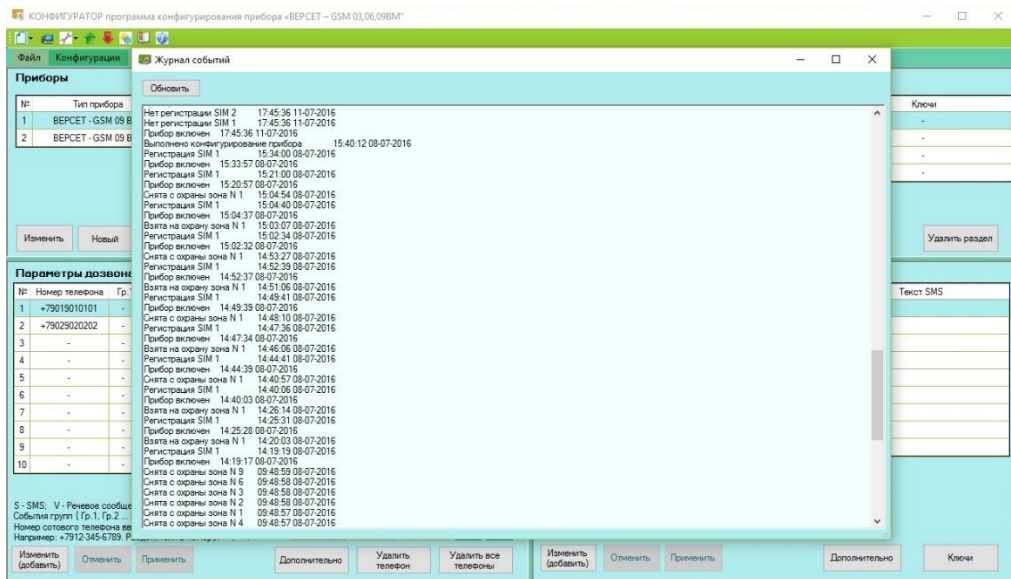 КОНФИГУРАТОР программа конфигурирования прибора «ВЕРСЕТ – GSM 03,06,09ВМ"
Файл Конфигурации
Журнал событий
Приборы
Обновить
№ Тип прибора Ключи
1 ВЕРСЕТ - GSM 09 В -
2 ВЕРСЕТ - GSM 09 В -
-
-
Нет регистрации SIM 2 17:45:36 11-07-2016
Нет регистрации SIM 1 17:45:36 11-07-2016
Прибор включен 17:45:36 11-07-2016
Выполнено конфигурирование прибора 15:40:12 08-07-2016
Регистрация SIM 1 15:34:00 08-07-2016
Прибор включен 15:33:57 08-07-2016
Регистрация SIM 1 15:21:00 08-07-2016
Прибор включен 15:20:57 08-07-2016
Снята с охраны зона N 1 15:04:54 08-07-2016
Регистрация SIM 1 15:04:40 08-07-2016
Прибор включен 15:04:37 08-07-2016
Взята на охрану зона N 1 15:03:07 08-07-2016
Регистрация SIM 1 15:02:34 08-07-2016
Прибор включен 15:02:32 08-07-2016
Снята с охраны зона N 1 14:53:27 08-07-2016
Регистрация SIM 1 14:52:39 08-07-2016
Прибор включен 14:52:37 08-07-2016
Взята на охрану зона N 1 14:51:06 08-07-2016
Регистрация SIM 1 14:49:41 08-07-2016
Прибор включен 14:49:39 08-07-2016
Снята с охраны зона N 1 14:48:10 08-07-2016
Регистрация SIM 1 14:47:36 08-07-2016
Прибор включен 14:47:34 08-07-2016
Взята на охрану зона N 1 14:46:06 08-07-2016
Регистрация SIM 1 14:44:41 08-07-2016
Прибор включен 14:44:39 08-07-2016
Снята с охраны зона N 1 14:40:57 08-07-2016
Регистрация SIM 1 14:40:06 08-07-2016
Прибор включен 14:40:03 08-07-2016
Взята на охрану зона N 1 14:26:14 08-07-2016
Регистрация SIM 1 14:25:31 08-07-2016
Прибор включен 14:25:28 08-07-2016
Взята на охрану зона N 1 14:20:03 08-07-2016
Регистрация SIM 1 14:19:19 08-07-2016
Прибор включен 14:19:17 08-07-2016
Снята с охраны зона N 9 09:48:59 08-07-2016
Снята с охраны зона N 6 09:48:58 08-07-2016
Снята с охраны зона N 3 09:48:58 08-07-2016
Снята с охраны зона N 2 09:48:58 08-07-2016
Снята с охраны зона N 1 09:48:57 08-07-2016
Снята с охраны зона N 4 09:48:57 08-07-2016
Изменить Новый Удалить раздел
Параметры дозвона
№ Номер телефона Гр.1 Текст SMS
1 +79019010101 -
2 +79029020202 -
3 - -
4 - -
5 - -
6 - -
7 - -
8 - -
9 - -
10 - -
S - SMS; V - Речевое сообще
События групп ( Гр.1, Гр.2 ...
Номер сотового телефона вв
Например: +7912-345-6789.
Изменить (добавить) Отменить Применить Дополнительно Удалить телефон Удалить все телефоны Изменить (добавить) Отменить Применить Дополнительно Ключи